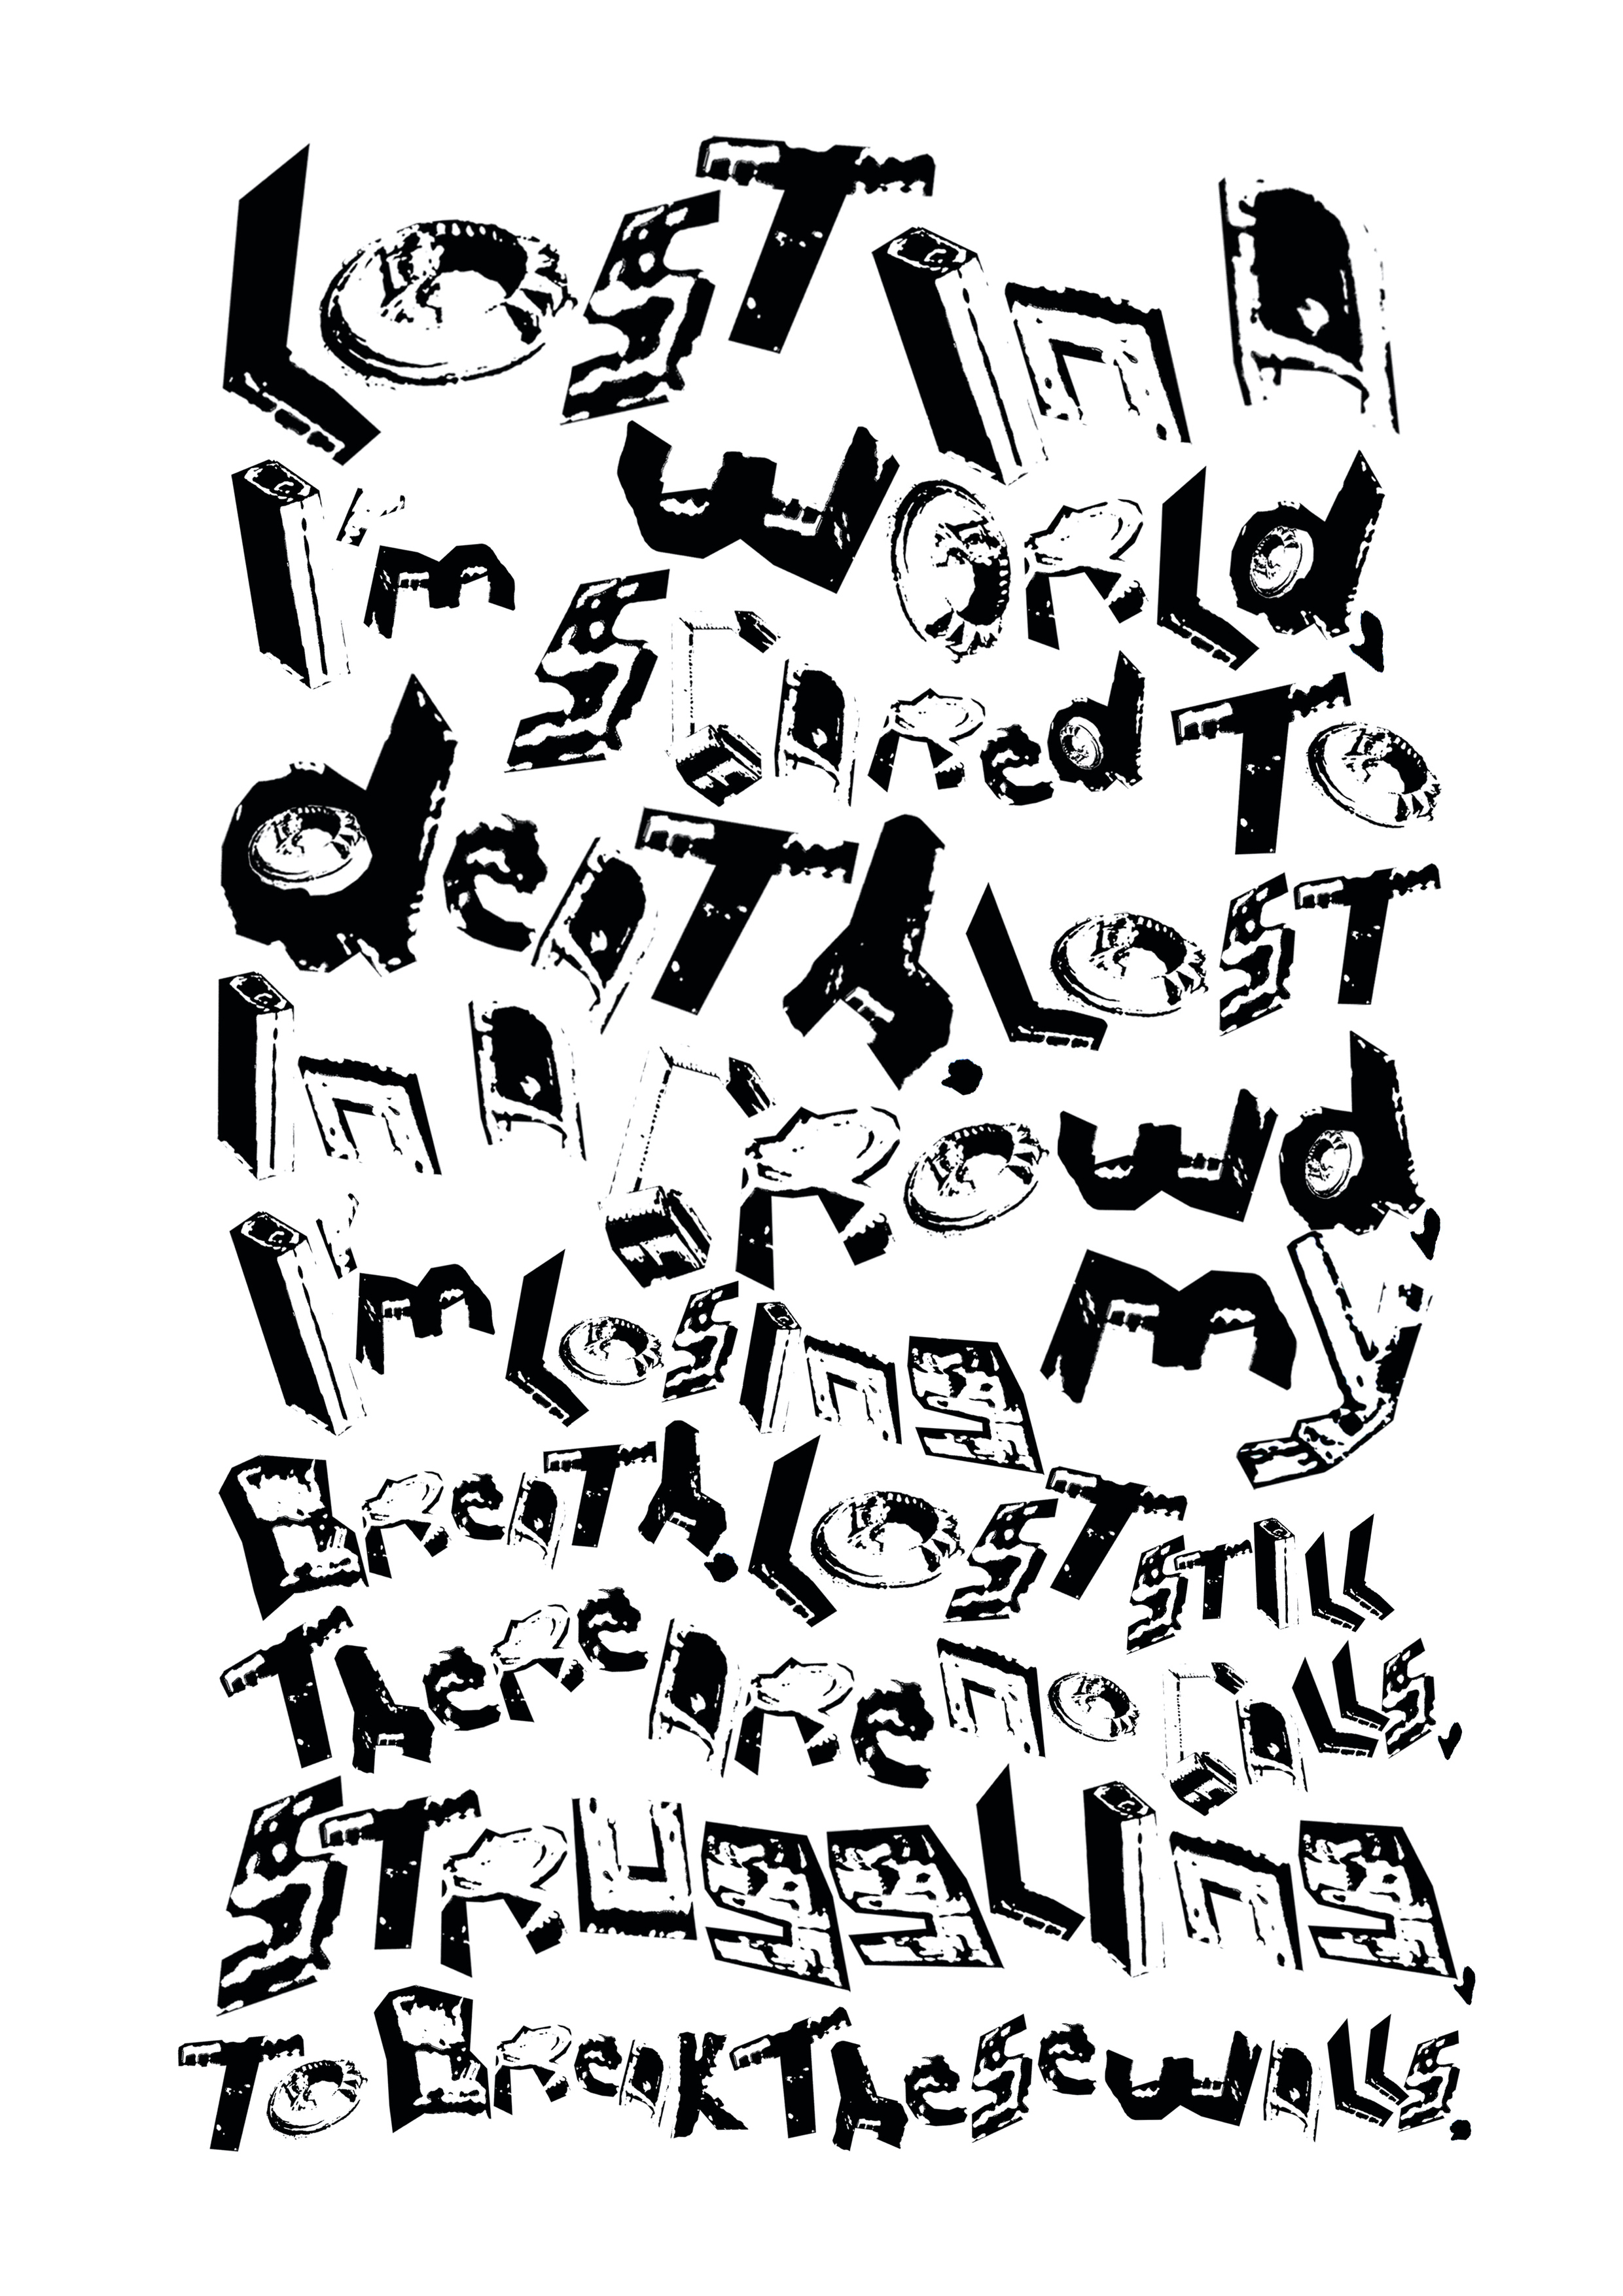 Lost In A
World,
I'm Scared To
death. Lost
In A Crowd,
I'm Losing my
Breath. Lost Still
There Are no Calls,
Struggling,
To Break These walls.